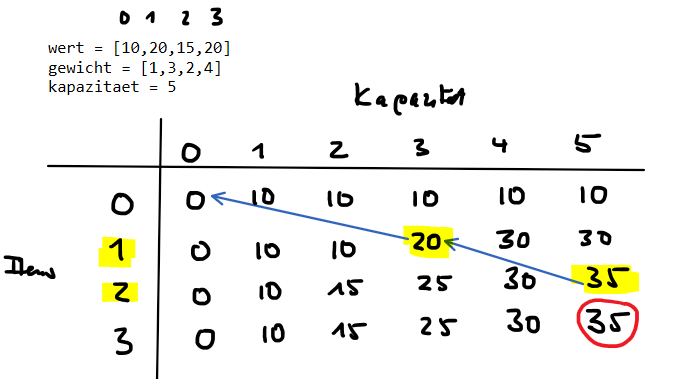 0 1 2 3
wert = [10,20,15,20]
gewicht = [1,3,2,4]
kapazitaet = 5
Kapazität
0 1 2 3 4 5
0 0 10 10 10 10 10
Items
1 0 10 10 20 30 30
2 0 10 15 25 30 35
3 0 10 15 25 30 35